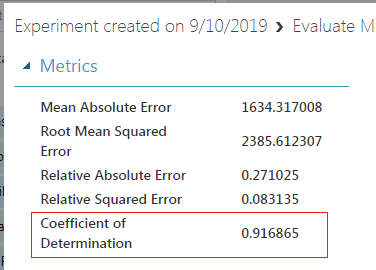 Experiment created on 9/10/2019 › Evaluate M
Metrics
Mean Absolute Error 1634.317008
Root Mean Squared
Error 2385.612307
Relative Absolute Error 0.271025
Relative Squared Error 0.083135
Coefficient of
Determination 0.916865